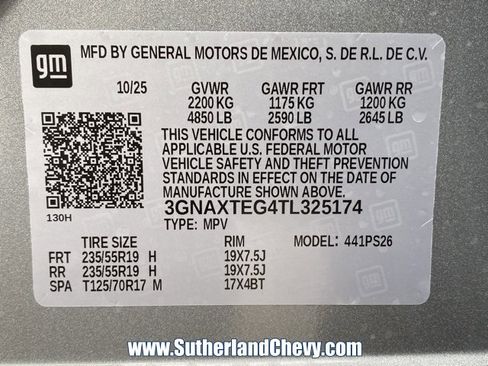 gm MFD BY GENERAL MOTORS DE MEXICO, S. DE R.L. DE C.V.
10/25 GVWR GAWR FRT GAWR RR
2200 KG 1175 KG 1200 KG
4850 LB 2590 LB 2645 LB
THIS VEHICLE CONFORMS TO ALL
APPLICABLE U.S. FEDERAL MOTOR
VEHICLE SAFETY AND THEFT PREVENTION
STANDARDS IN EFFECT ON THE DATE OF
MANUFACTURE SHOWN ABOVE.
130H 3GNAXTEG4TL325174
TYPE: MPV
TIRE SIZE RIM MODEL: 441PS26
FRT 235/55R19 H 19X7.5J
RR 235/55R19 H 19X7.5J
SPA T125/70R17 M 17X4BT
www.SutherlandChevy.com